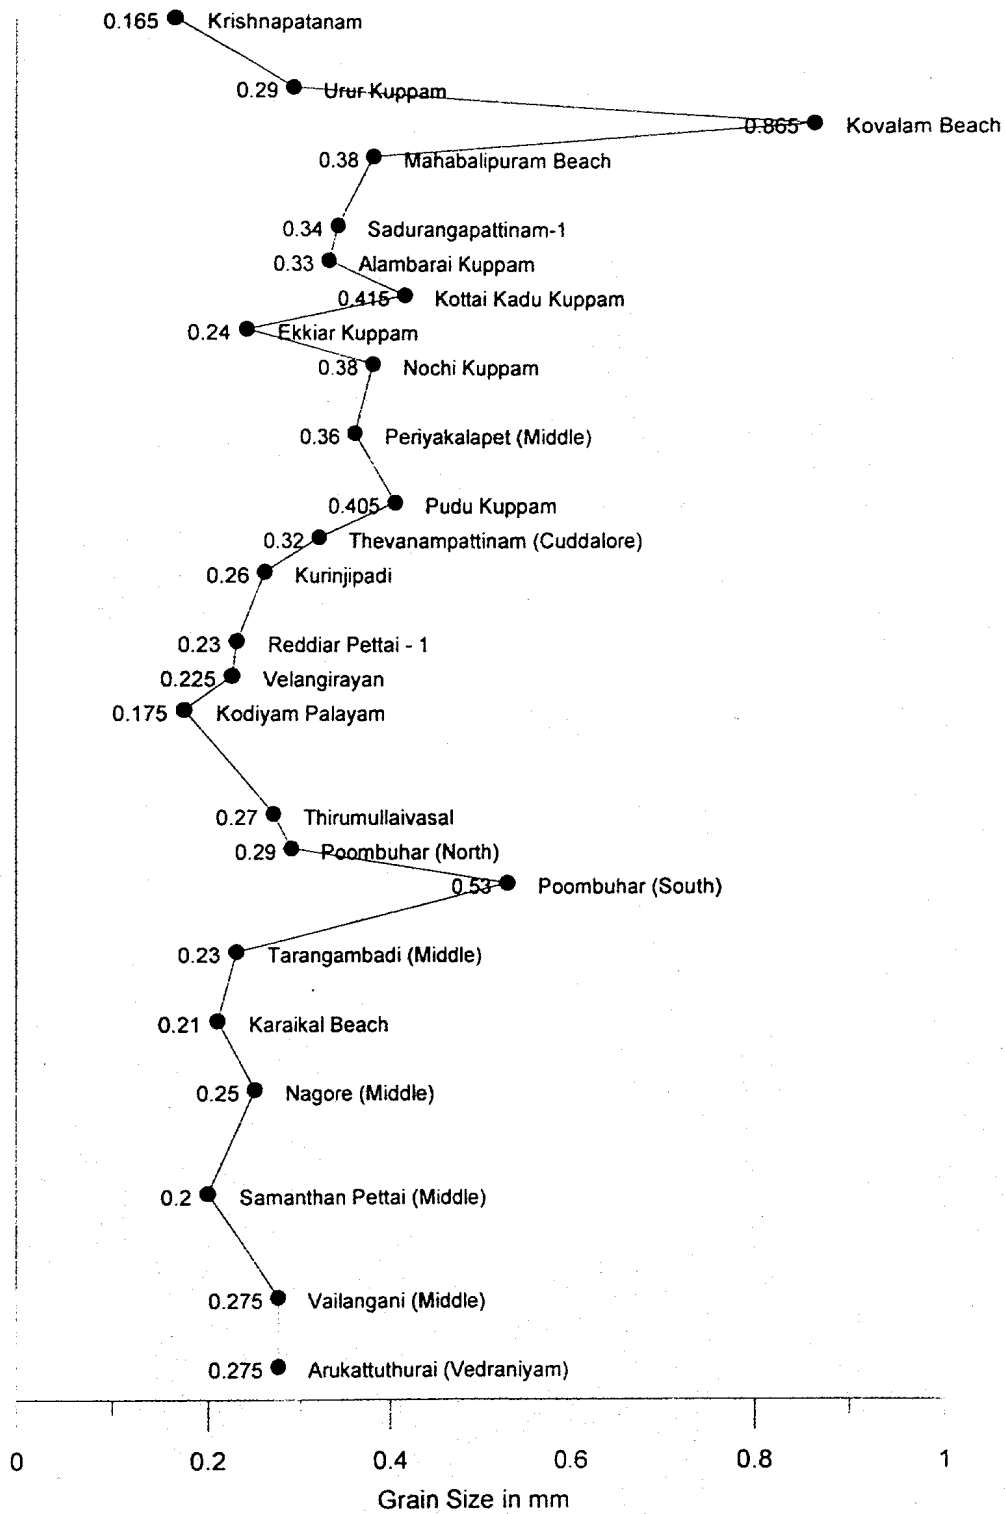 0.165 Krishnapatanam
0.29 Urur Kuppam
0.865 Kovalam Beach
0.38 Mahabalipuram Beach
0.34 Sadurangapattinam-1
0.33 Alambarai Kuppam
0.415 Kottai Kadu Kuppam
0.24 Ekkiar Kuppam
0.38 Nochi Kuppam
0.36 Periyakalapet (Middle)
0.405 Pudu Kuppam
0.32 Thevanampattinam (Cuddalore)
0.26 Kurinjipadi
0.23 Reddiar Pettai - 1
0.225 Velangirayan
0.175 Kodiyam Palayam
0.27 Thirumullaivasal
0.29 Poombuhar (North)
0.53 Poombuhar (South)
0.23 Tarangambadi (Middle)
0.21 Karaikal Beach
0.25 Nagore (Middle)
0.2 Samanthan Pettai (Middle)
0.275 Vailangani (Middle)
0.275 Arukattuthurai (Vedraniyam)
0 0.2 0.4 0.6 0.8 1
Grain Size in mm